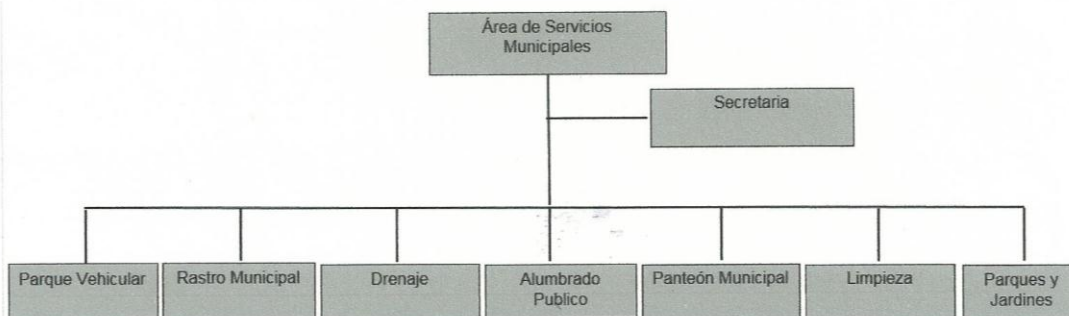 Área de Servicios
Municipales
Secretaria
Parque Vehicular
Rastro Municipal
Drenaje
Alumbrado
Publico
Panteón Municipal
Limpieza
Parques y
Jardines